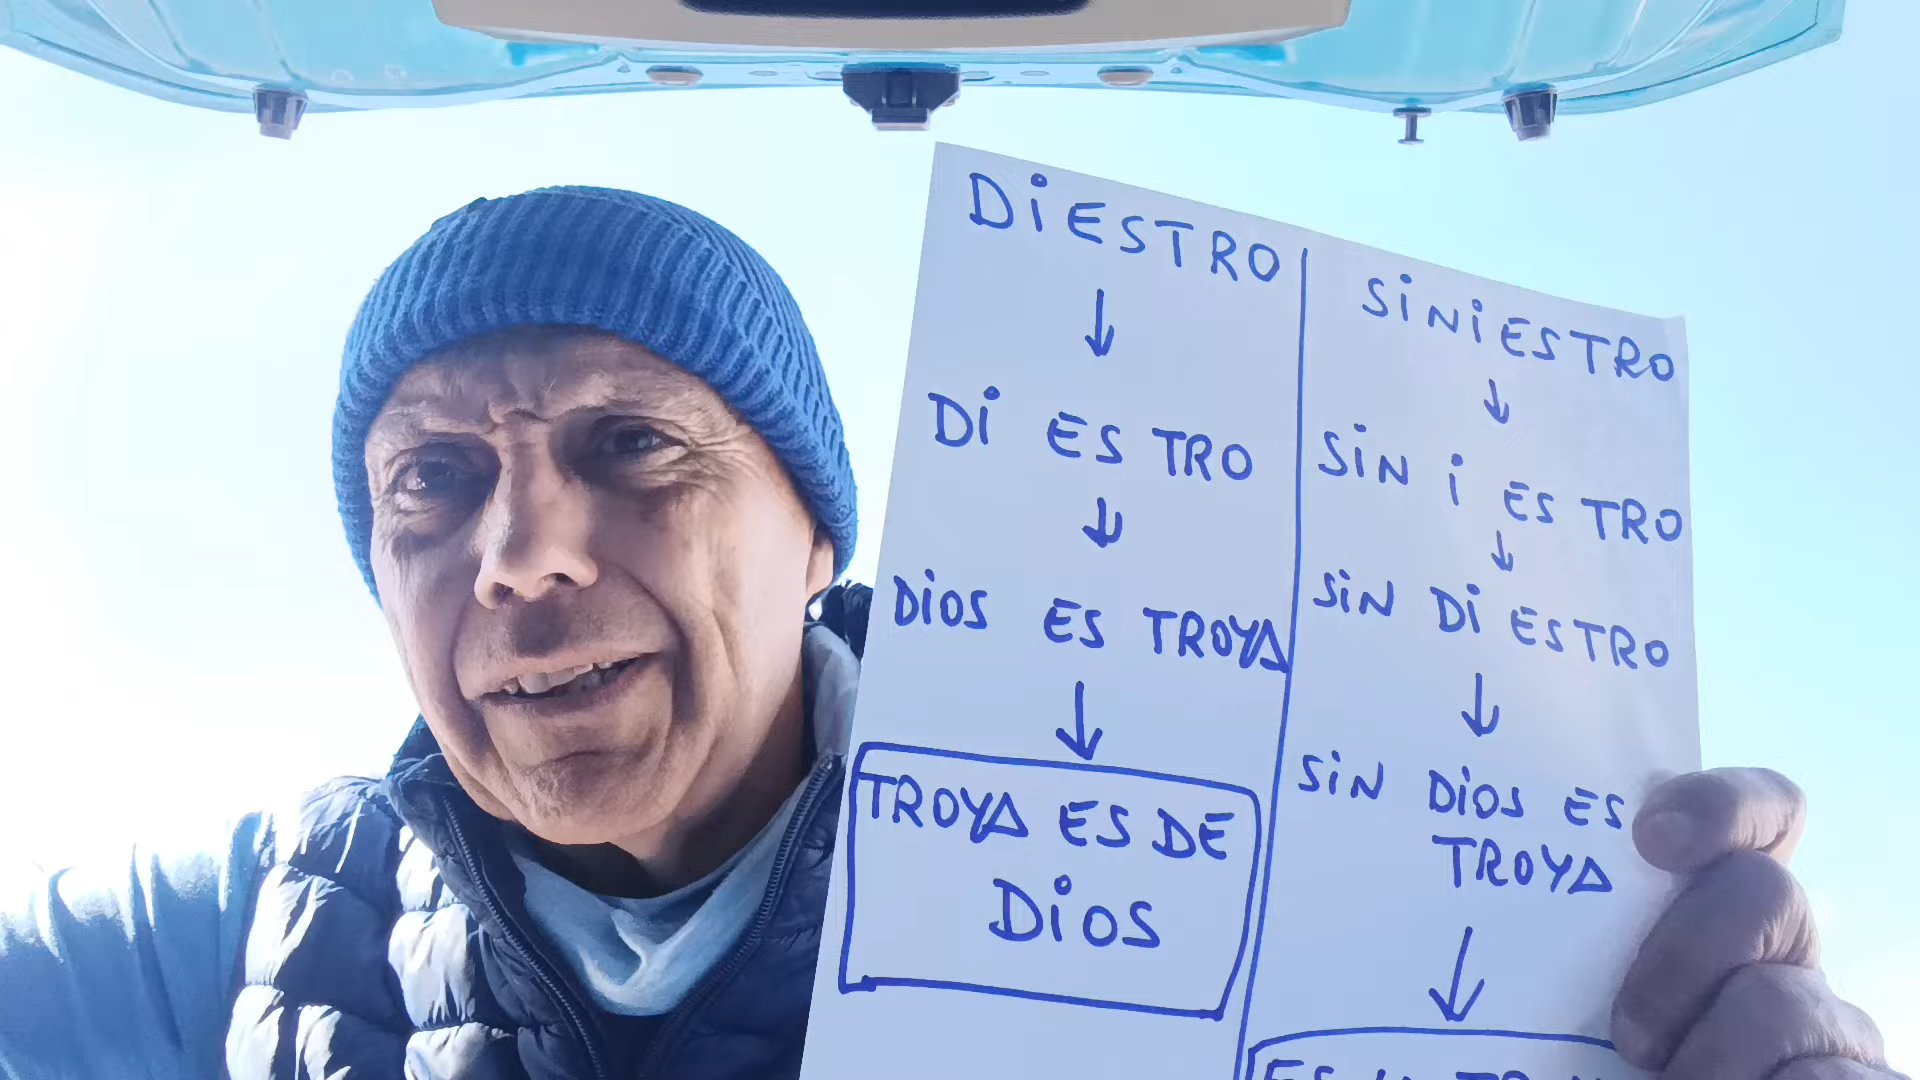 DiESTRO
↓
Di ES TRO
↓
DiOS ES TROYA
↓
TROYA ES DE
DiOS
SiNiESTRO
↓
SiN i ES TRO
↓
SiN Di ESTRO
↓
SiN DiOS ES
TROYA
↓